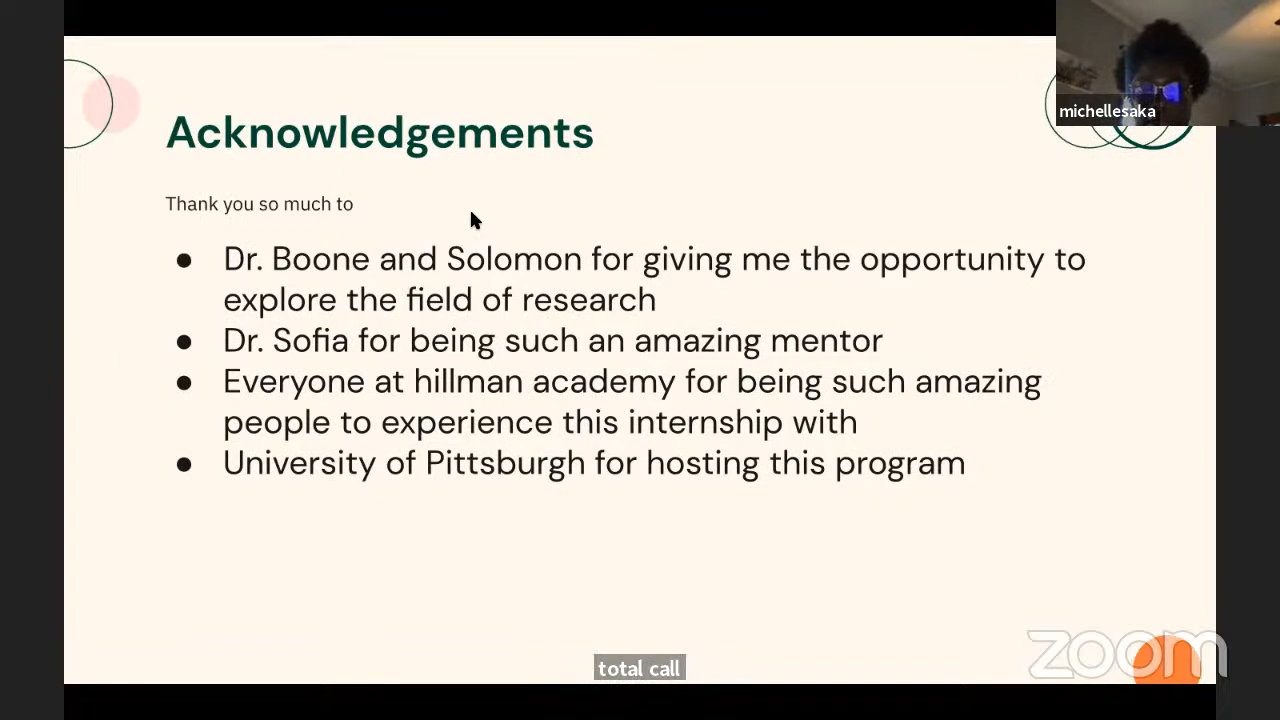 michellesaka
Acknowledgements
Thank you so much to
● Dr. Boone and Solomon for giving me the opportunity to
explore the field of research
● Dr. Sofia for being such an amazing mentor
● Everyone at hillman academy for being such amazing
people to experience this internship with
● University of Pittsburgh for hosting this program
total call
zoom